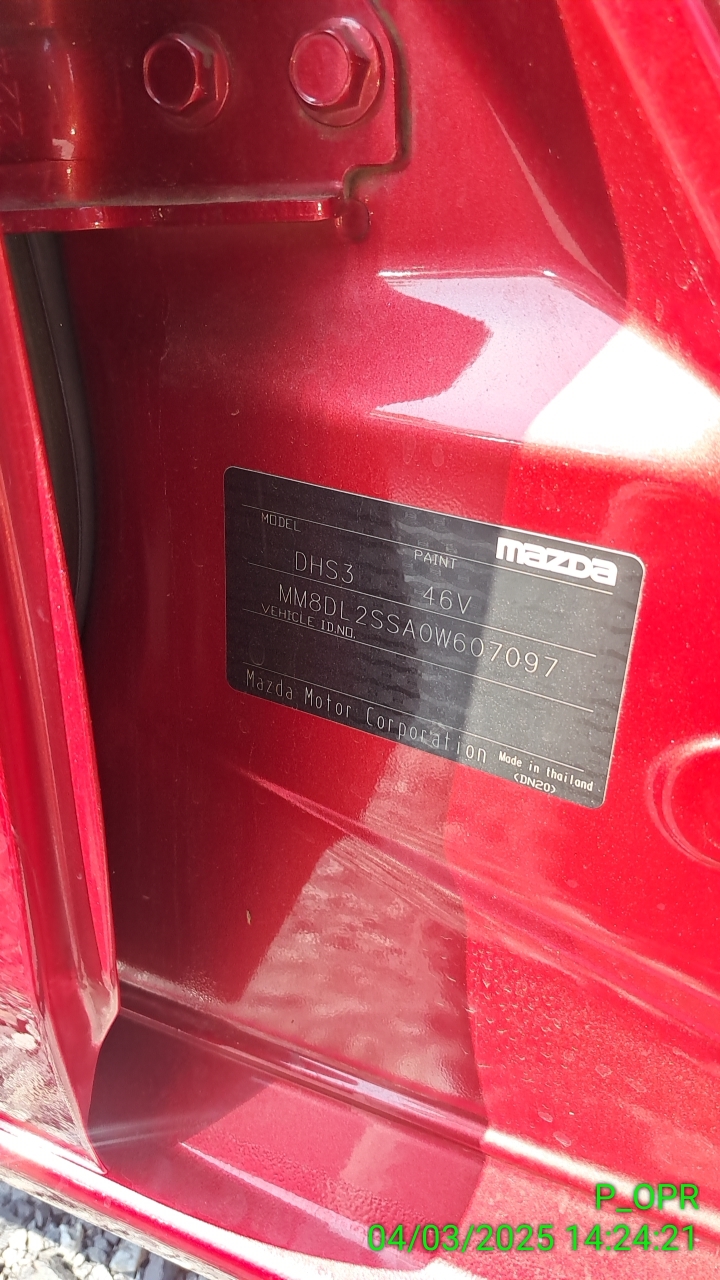 MODEL
PAINT
mazda
DHS3
46V
MM8DL2SSA0W607097
VEHICLE ID.NO.
Mazda Motor Corporation
Made in thailand
<DN20>
P_OPR
04/03/2025 14:24:21